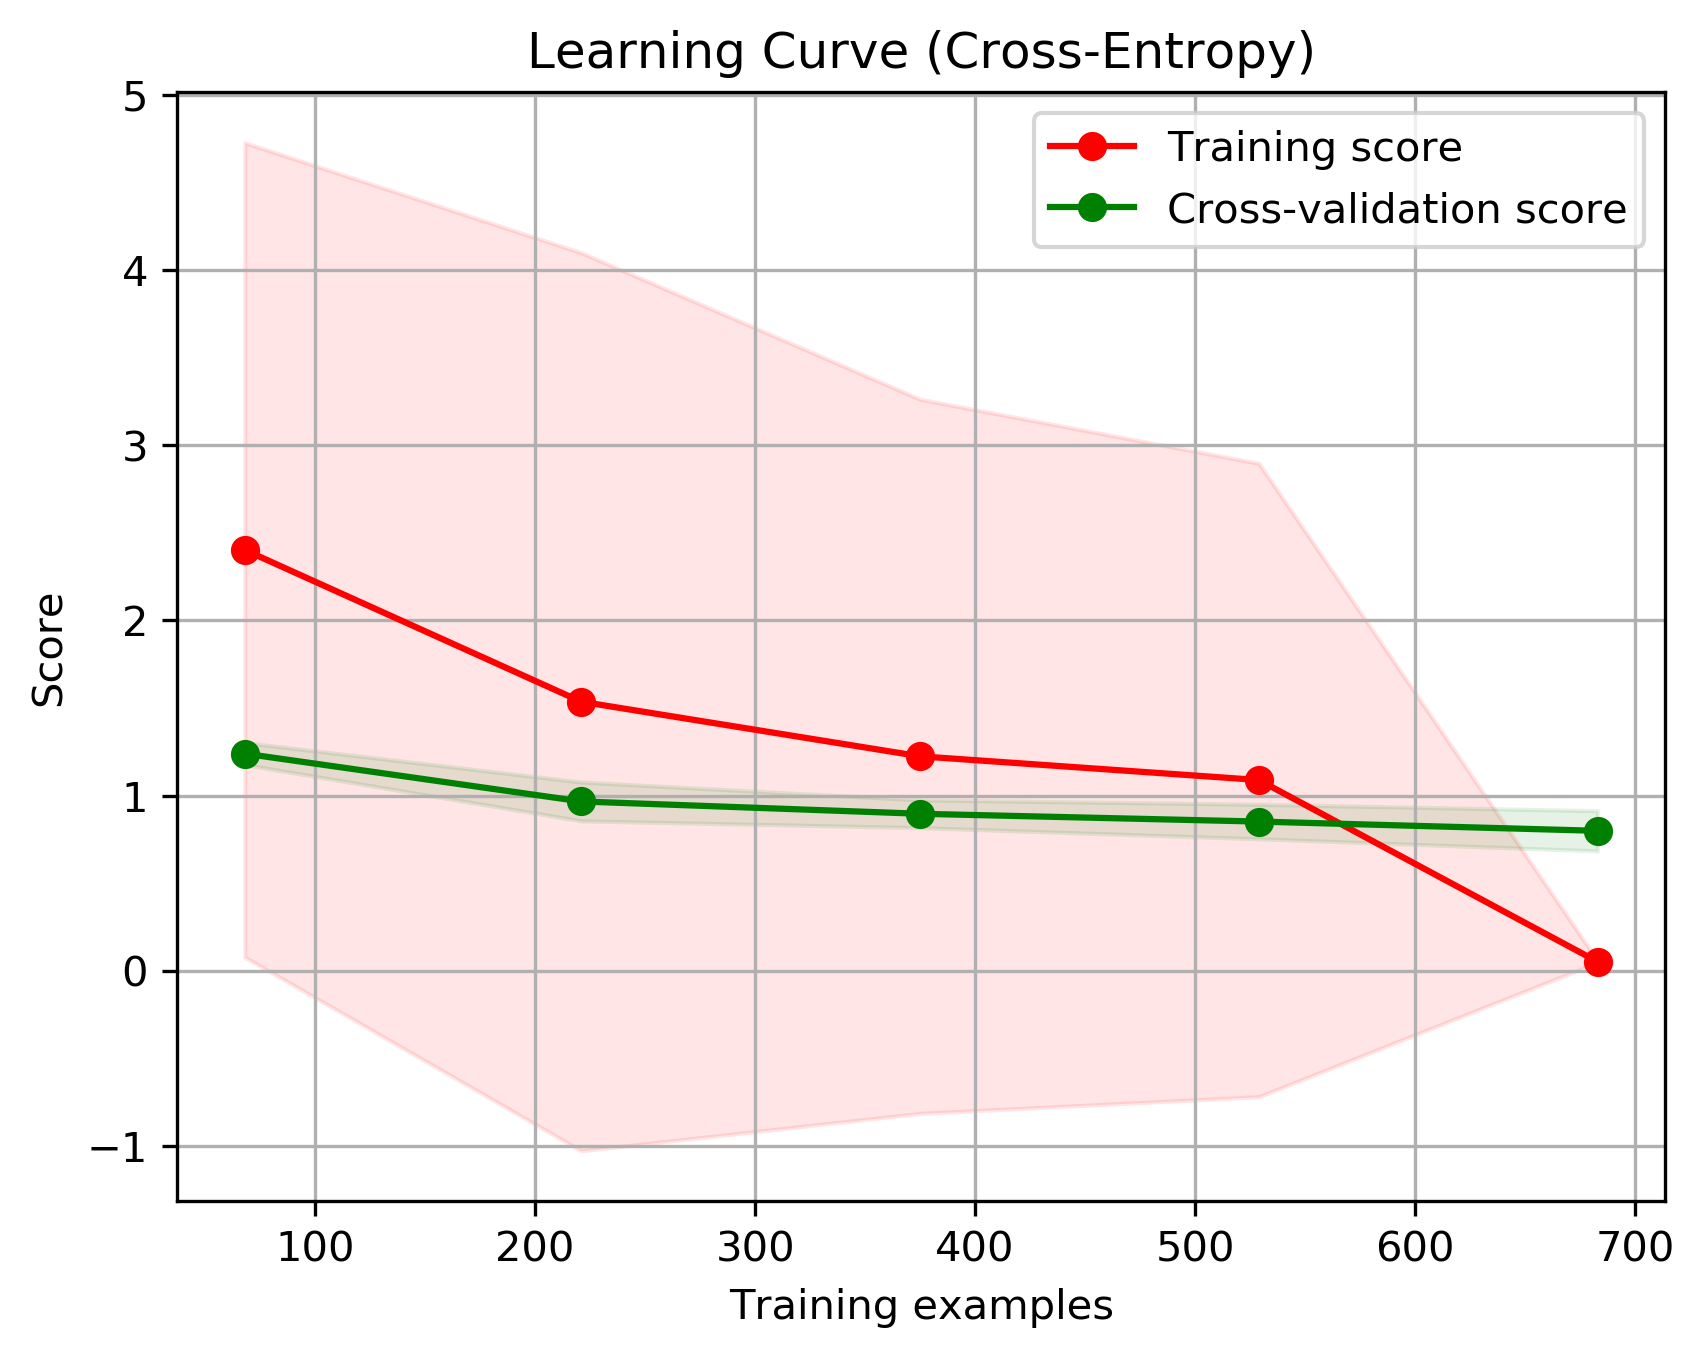 Learning Curve (Cross-Entropy)
5
4
3
2
1
0
−1
Score
Training score
Cross-validation score
100 200 300 400 500 600 700
Training examples